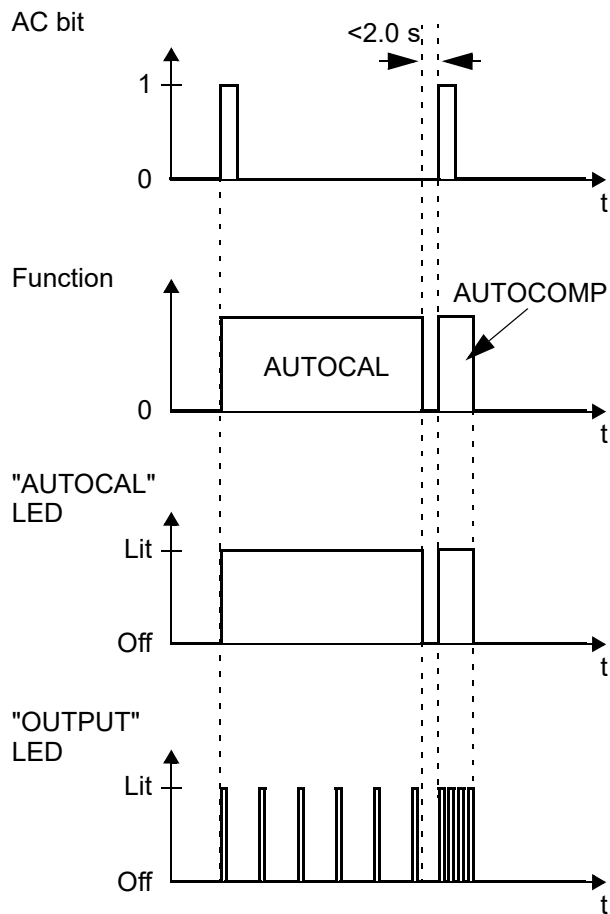 AC bit
<2.0 s
1
0
t
Function
AUTOCOMP
AUTOCAL
0
t
"AUTOCAL"
LED
Lit
Off
t
"OUTPUT"
LED
Lit
Off
t